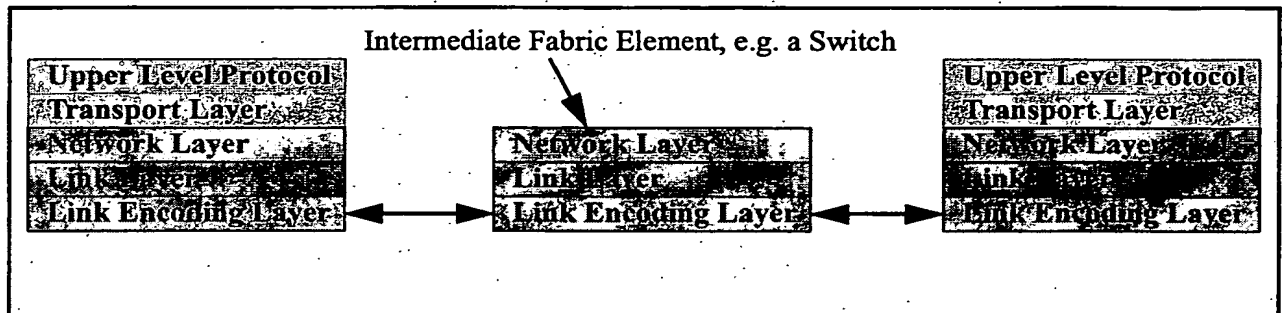 Intermediate Fabric Element, e.g. a Switch
Upper Level Protocol
Transport Layer
Network Layer
Link Layer
Link Encoding Layer
Network Layer
Link Layer
Link Encoding Layer
Upper Level Protocol
Transport Layer
Network Layer
Link
Link Encoding Layer